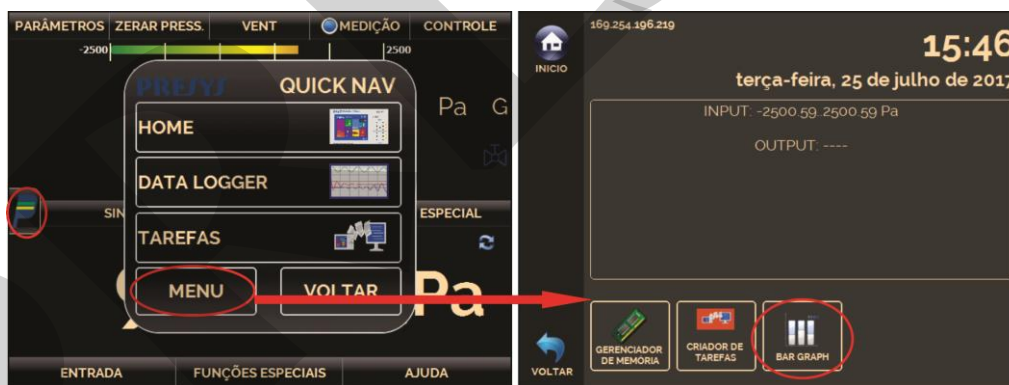 PARÂMETROS ZERAR PRESS. VENT MEDIÇÃO CONTROLE
-2500 2500
PRESYS QUICK NAV
Pa G
HOME
DATA LOGGER
SIN ESPECIAL
TAREFAS
MENU VOLTAR Pa
ENTRADA FUNÇÕES ESPECIAIS AJUDA
169.254.196.219
INICIO
15:46
terça-feira, 25 de julho de 2017
INPUT: -2500.59..2500.59 Pa
OUTPUT: ----
VOLTAR
GERENCIADOR
DE MEMÓRIA
CRIADOR DE
TAREFAS
BAR GRAPH